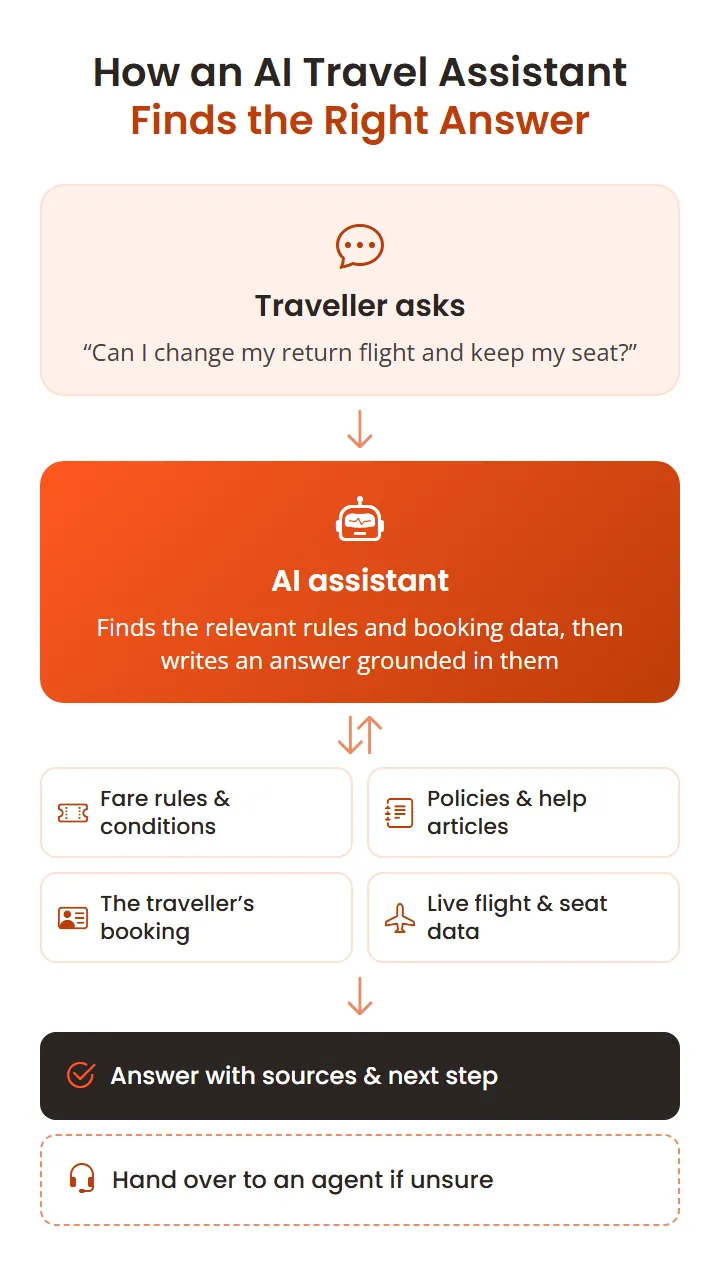 How an AI Travel Assistant
Finds the Right Answer
Traveller asks
“Can I change my return flight and keep my seat?”
AI assistant
Finds the relevant rules and booking data, then
writes an answer grounded in them
Fare rules &
conditions
Policies & help
articles
The traveller’s
booking
Live flight & seat
data
Answer with sources & next step
Hand over to an agent if unsure